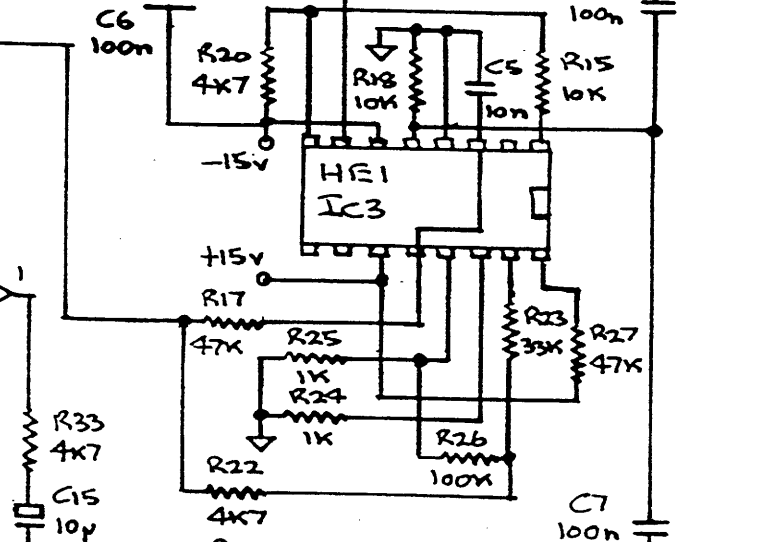 C6
100n
100n
R20
4K7
R18
10K
C5
10n
R15
10K
-15v
HE1
IC3
+15v
1
R17
47K
R25
1K
R23
33K
R27
47K
R24
1K
R33
4K7
R26
100K
R22
4K7
C15
10µ
C7
100n